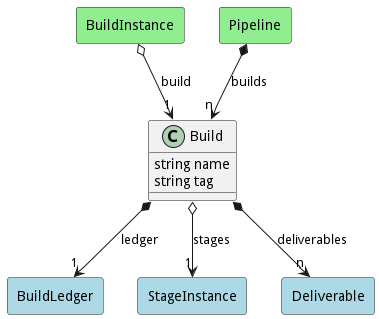 BuildInstance
Pipeline
build
builds
1
n
C Build
string name
string tag
ledger
stages
deliverables
1
1
n
BuildLedger
StageInstance
Deliverable